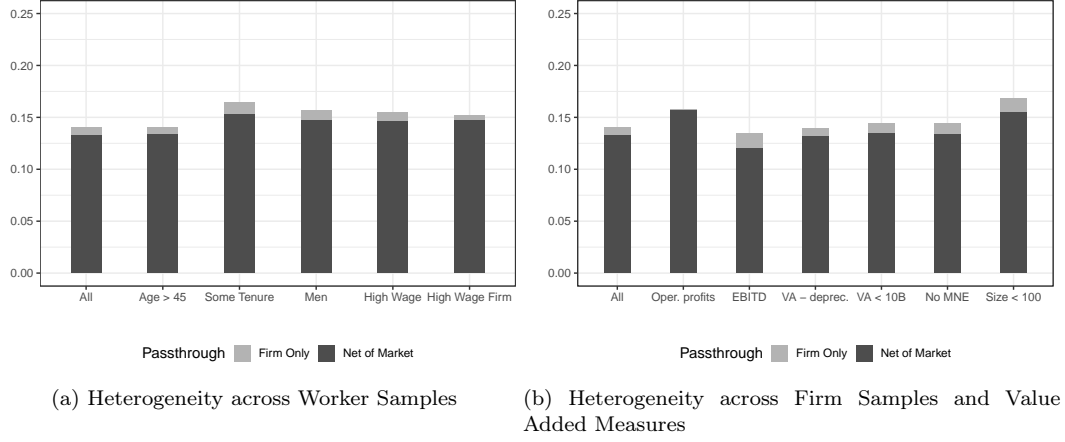 0.25
0.20
0.15
0.10
0.05
0.00
All Age > 45 Some Tenure Men High Wage High Wage Firm
Passthrough Firm Only Net of Market
(a) Heterogeneity across Worker Samples
0.25
0.20
0.15
0.10
0.05
0.00
All Oper. profits EBITD VA − deprec. VA < 10B No MNE Size < 100
Passthrough Firm Only Net of Market
(b) Heterogeneity across Firm Samples and Value
Added Measures